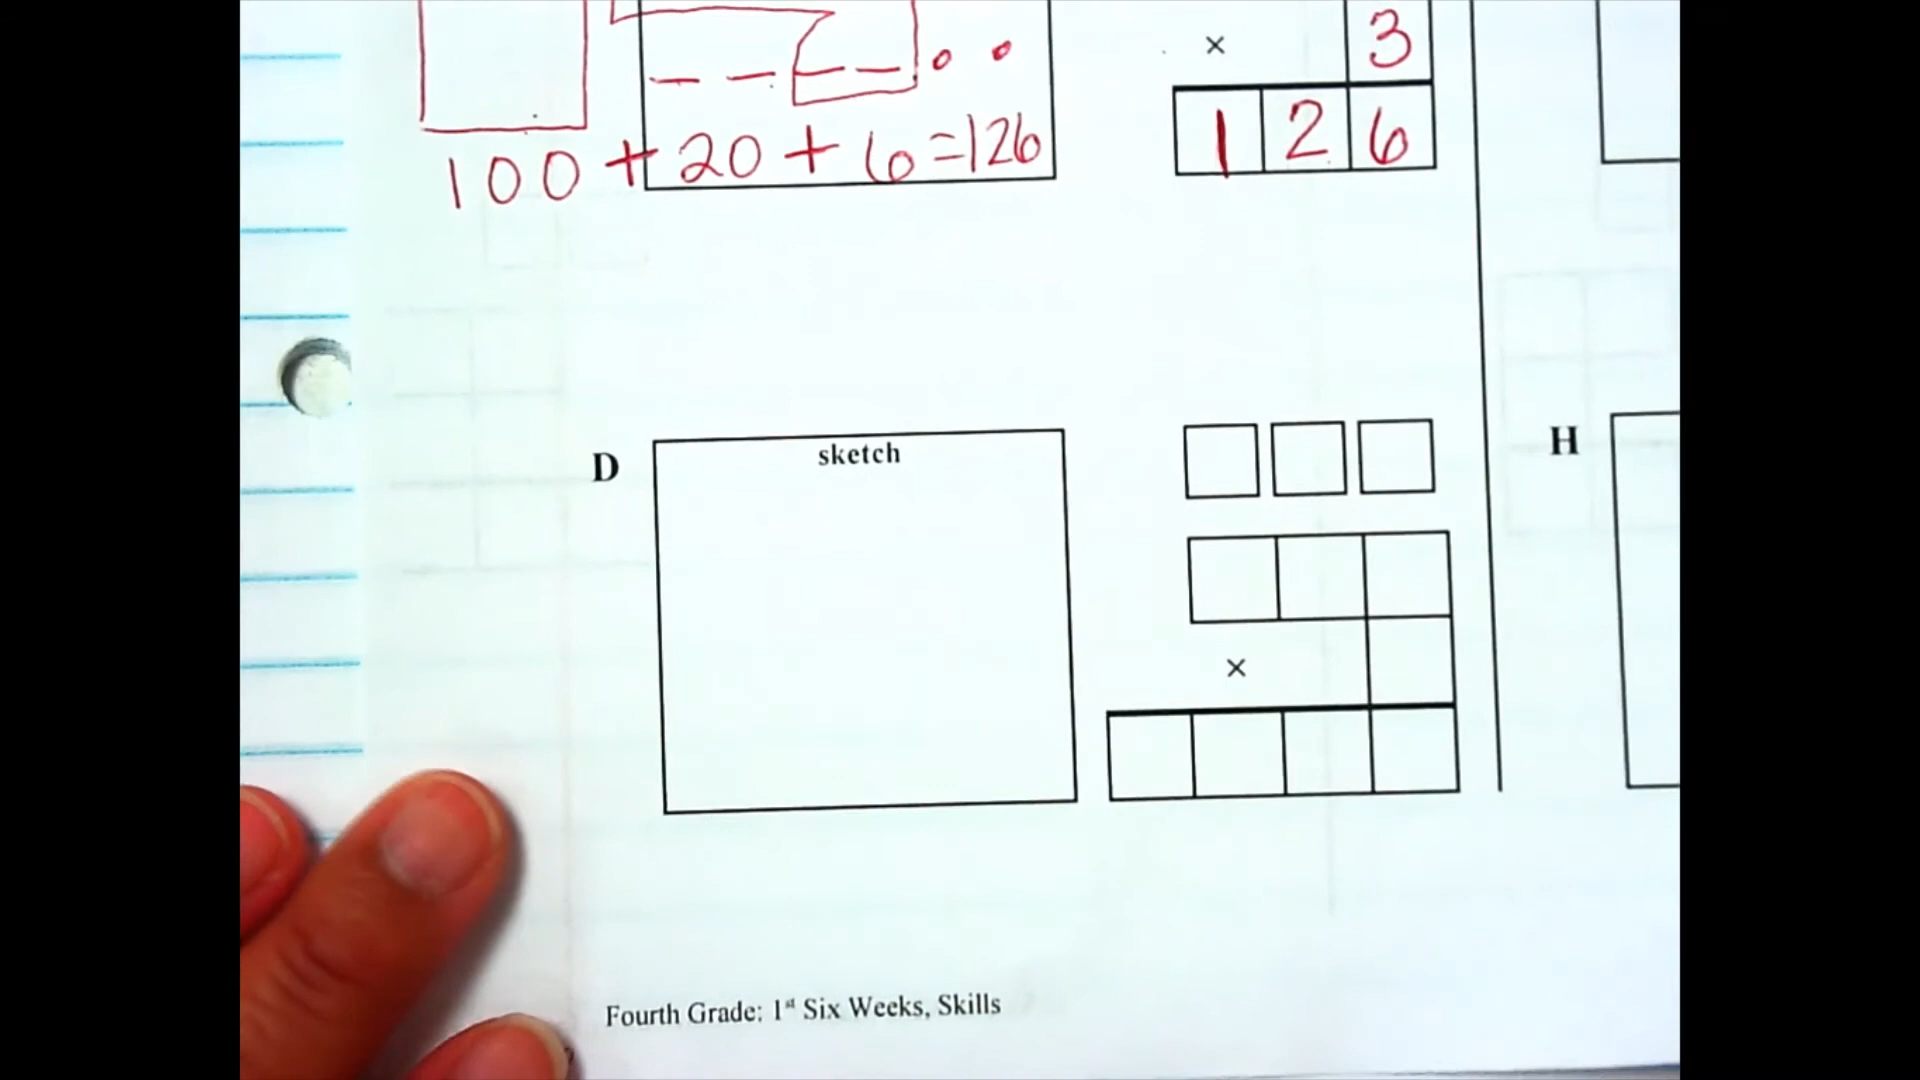 × 3
1 2 6
100 + 20 + 6 = 126
D
sketch
H
×
Fourth Grade: 1st Six Weeks, Skills